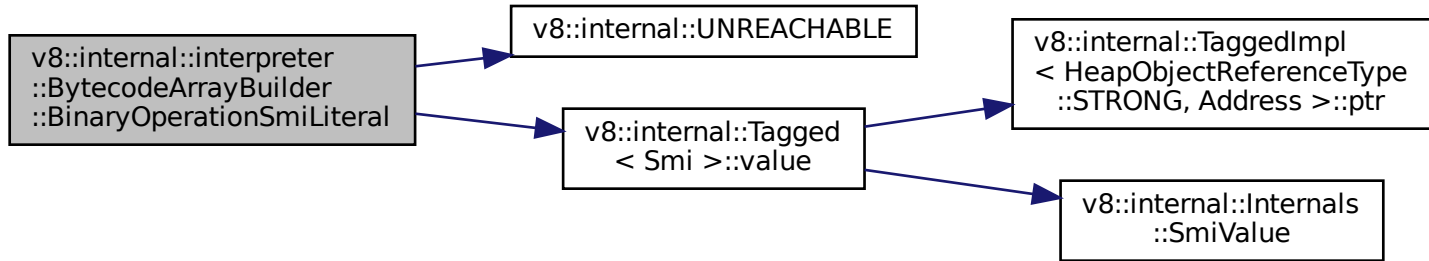 v8::internal::interpreter
::BytecodeArrayBuilder
::BinaryOperationSmiLiteral
v8::internal::UNREACHABLE
v8::internal::Tagged
< Smi >::value
v8::internal::TaggedImpl
< HeapObjectReferenceType
::STRONG, Address >::ptr
v8::internal::Internals
::SmiValue